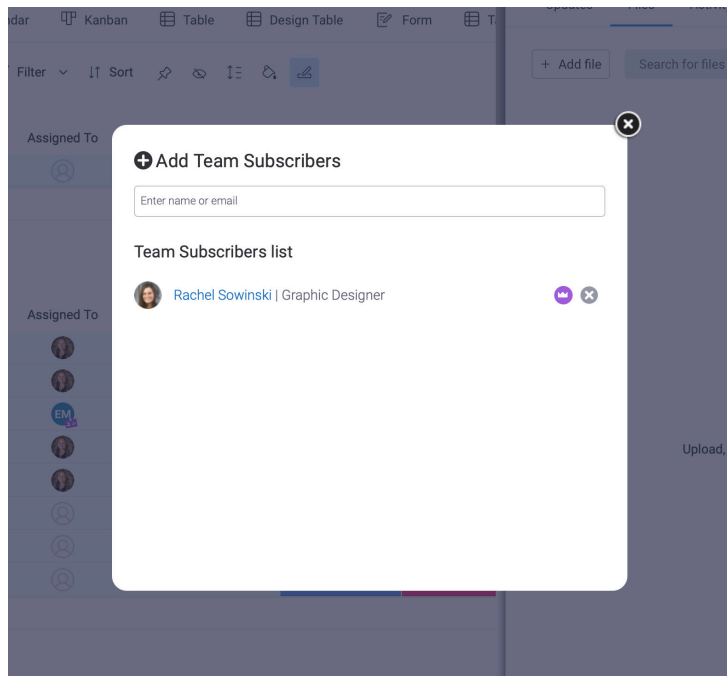 Kanban
Table
Design Table
Form
Filter
Sort
+ Add file
Search for files
Assigned To
Add Team Subscribers
Enter name or email
Team Subscribers list
Rachel Sowinski | Graphic Designer
Assigned To
EM
Upload,